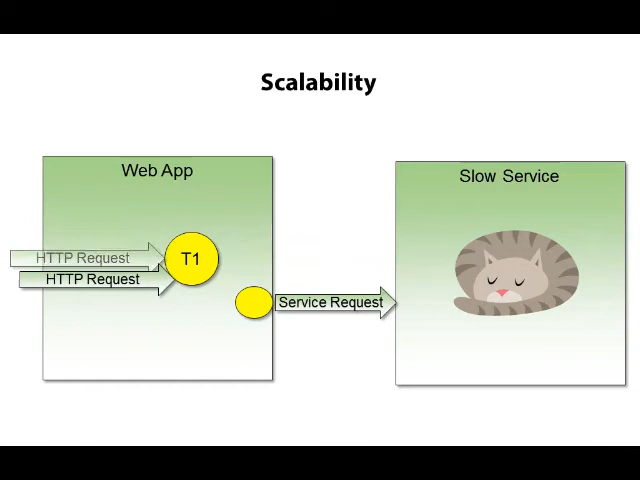 Scalability
Web App
Slow Service
HTTP Request
T1
HTTP Request
Service Request